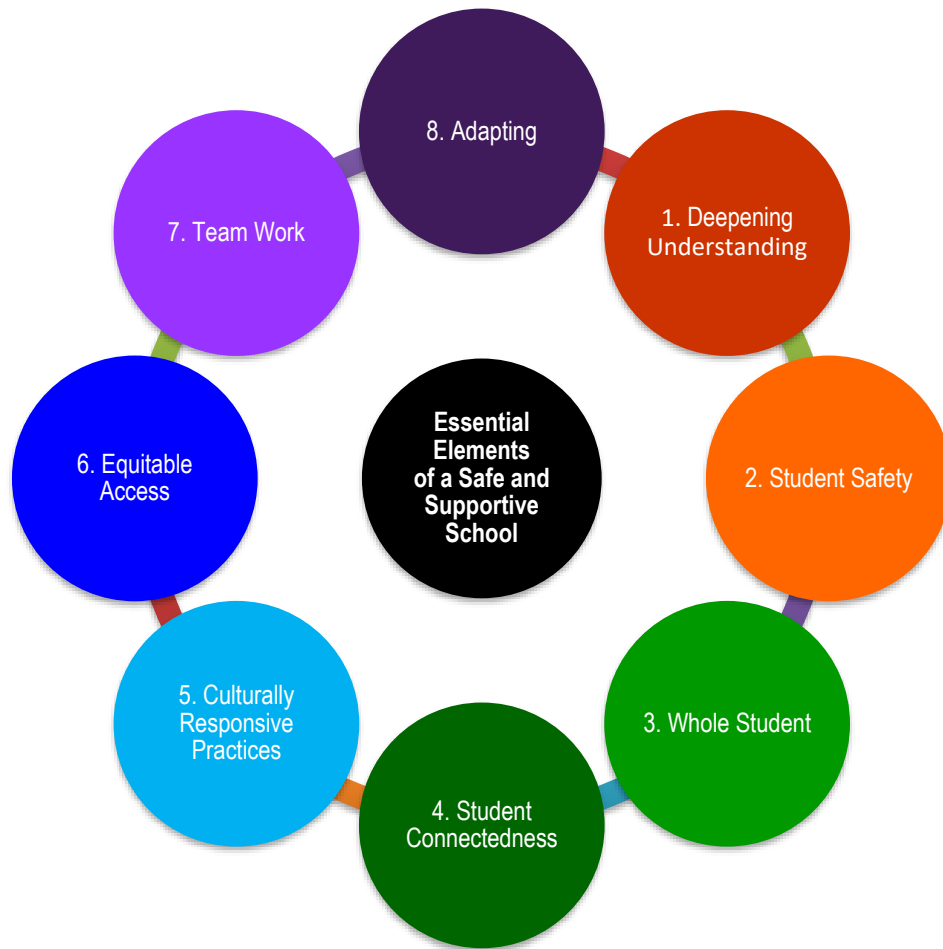 8. Adapting
1. Deepening
Understanding
2. Student Safety
3. Whole Student
4. Student
Connectedness
5. Culturally
Responsive
Practices
6. Equitable
Access
7. Team Work
Essential
Elements
of a Safe and
Supportive
School